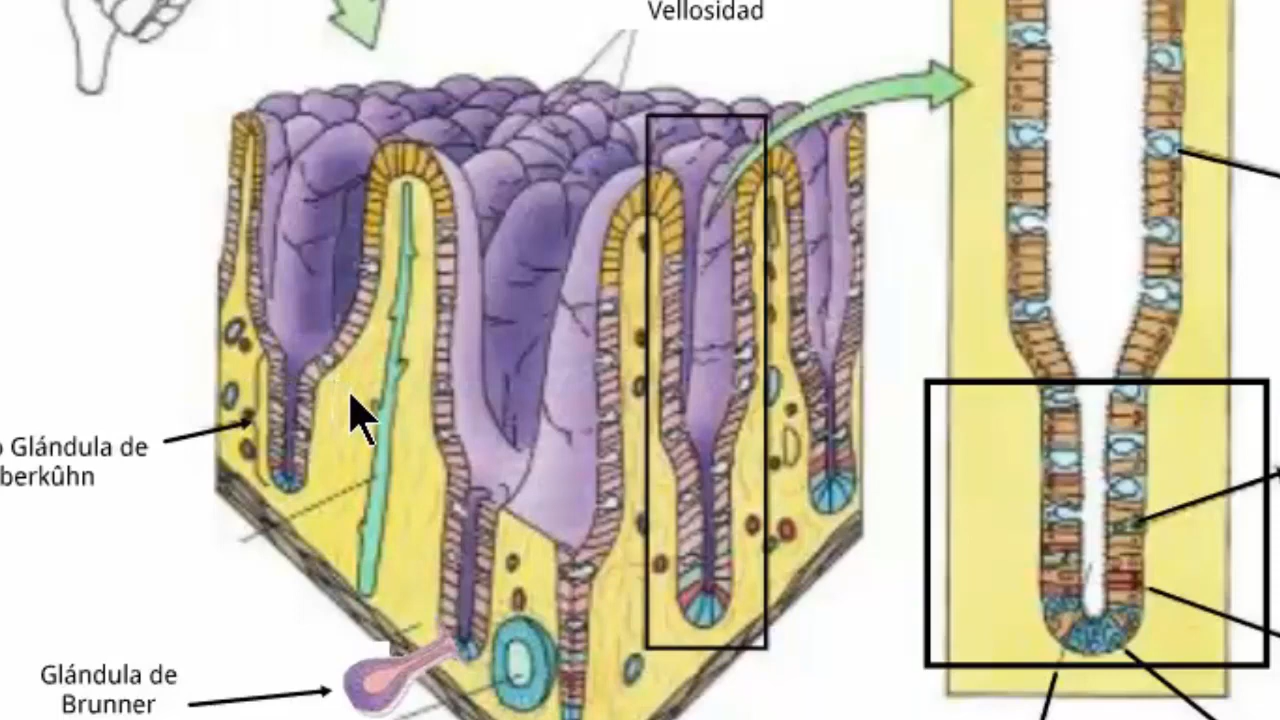 Vellosidad
Glándula de
berkûhn
Glándula de
Brunner